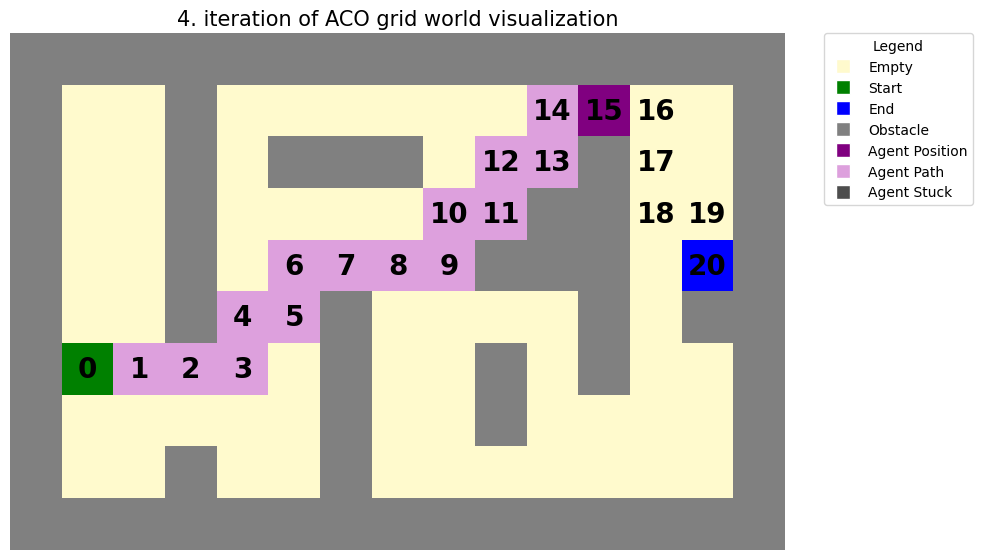 4. iteration of ACO grid world visualization
14 15 16
12 13 17
10 11 18 19
6 7 8 9 20
4 5
0 1 2 3
Legend
Empty
Start
End
Obstacle
Agent Position
Agent Path
Agent Stuck